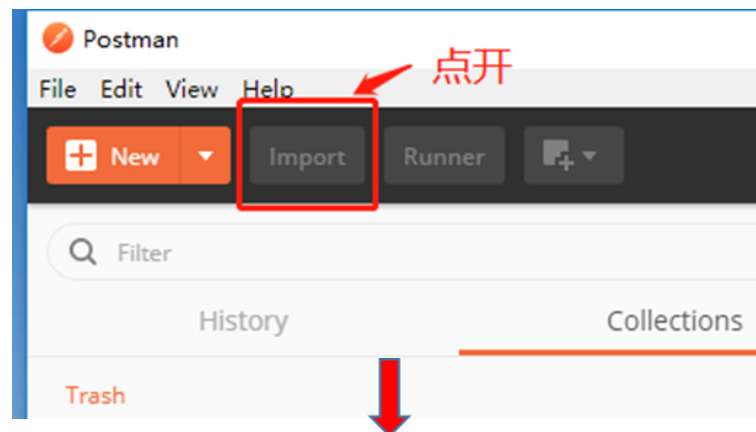 Postman
点开
File Edit View Help
New Import Runner
Filter
History Collections
Trash